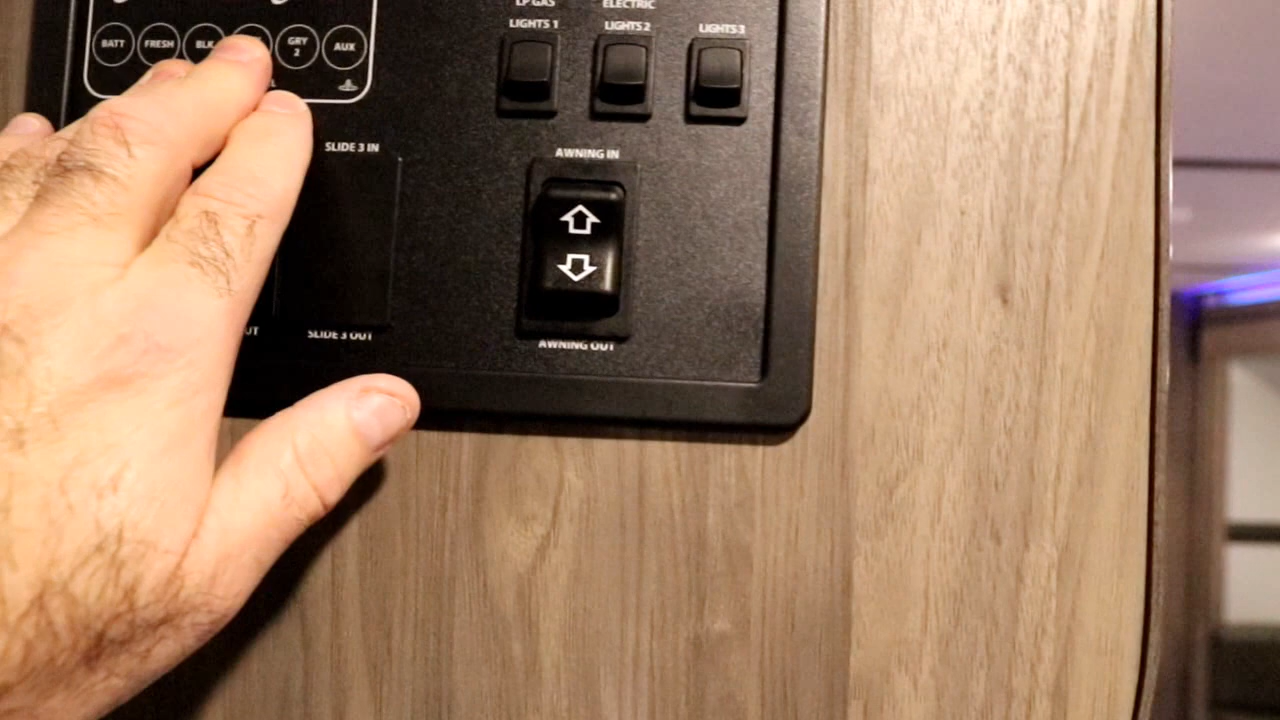 LP GAS
ELECTRIC
LIGHTS 1
LIGHTS 2
LIGHTS 3
BATT
FRESH
BLK
GRY
2
AUX
SLIDE 3 IN
AWNING IN
SLIDE 3 OUT
AWNING OUT